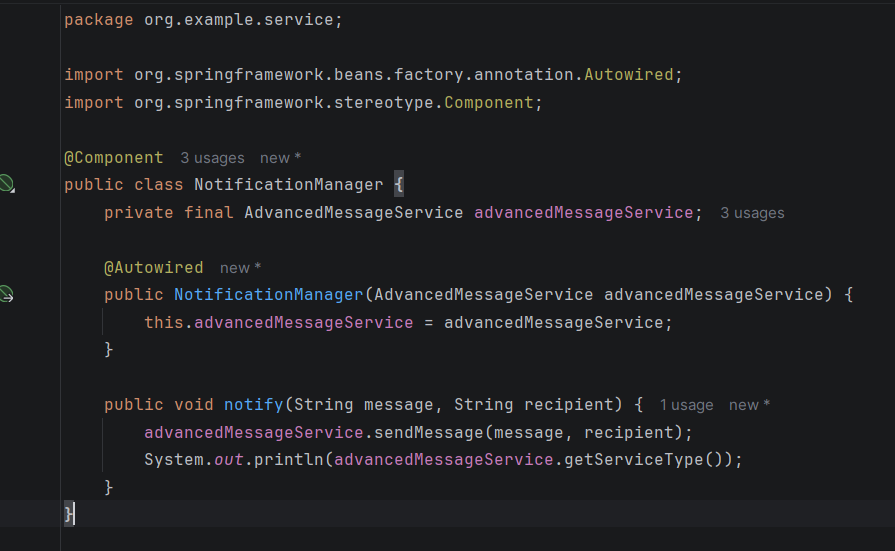 package org.example.service;
import org.springframework.beans.factory.annotation.Autowired;
import org.springframework.stereotype.Component;
@Component 3 usages new *
public class NotificationManager {
private final AdvancedMessageService advancedMessageService; 3 usages
@Autowired new *
public NotificationManager(AdvancedMessageService advancedMessageService) {
this.advancedMessageService = advancedMessageService;
}
public void notify(String message, String recipient) { 1 usage new *
advancedMessageService.sendMessage(message, recipient);
System.out.println(advancedMessageService.getServiceType());
}
}